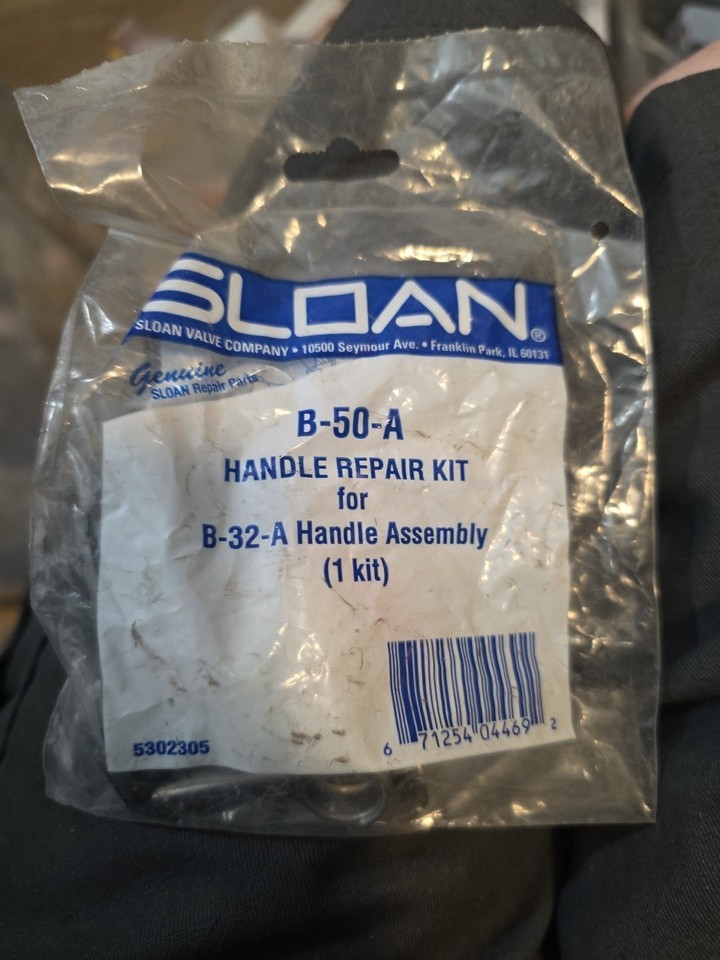 SLOAN®
SLOAN VALVE COMPANY • 10500 Seymour Ave. • Franklin Park, IL 60131
Genuine
SLOAN Repair Parts
B-50-A
HANDLE REPAIR KIT
for
B-32-A Handle Assembly
(1 kit)
5302305
6 71254 04469 2